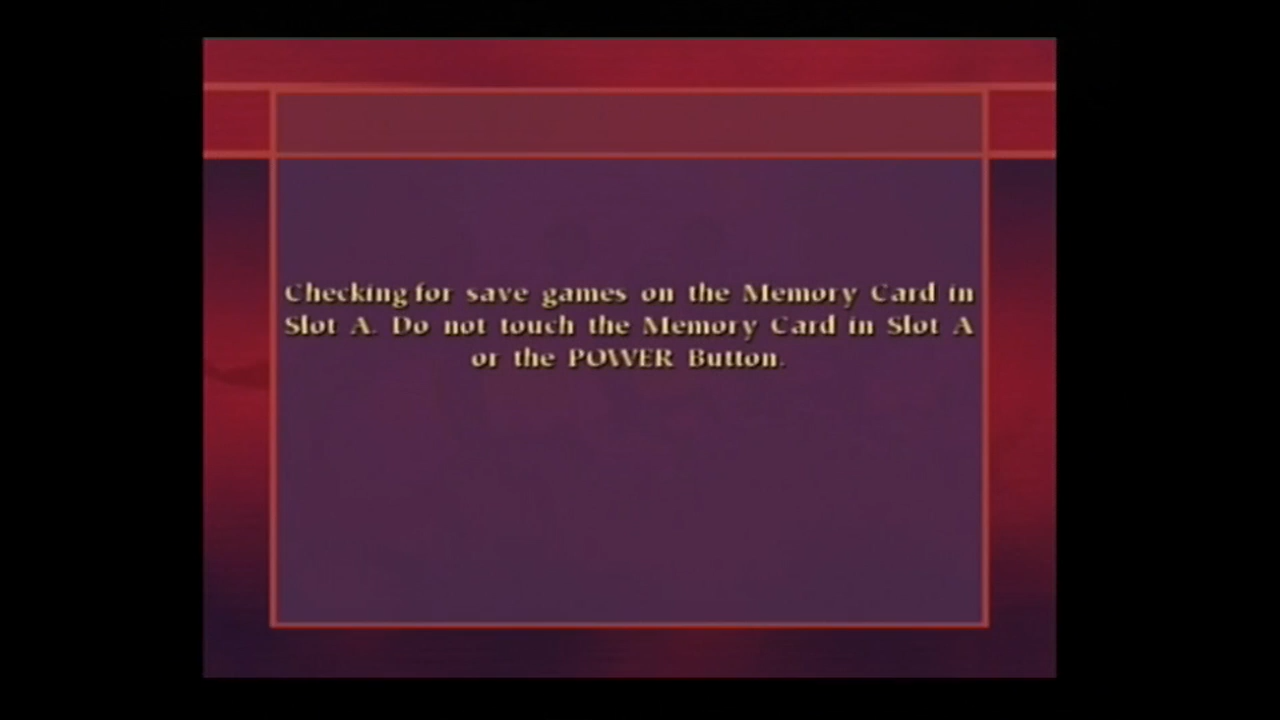 Checking for save games on the Memory Card in
Slot A. Do not touch the Memory Card in Slot A
or the POWER Button.